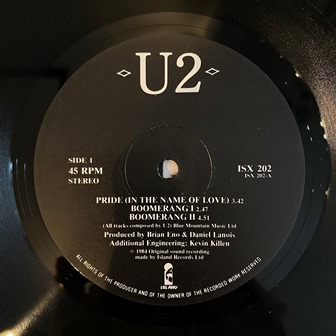 U2
SIDE 1
45 RPM
STEREO
ISX 202
ISX 202-A
PRIDE (IN THE NAME OF LOVE) 3.42
BOOMERANG I 2.47
BOOMERANG II 4.51
(All tracks composed by U2) Blue Mountain Music Ltd
Produced by Brian Eno & Daniel Lanois
Additional Engineering: Kevin Killen
℗ 1984 Original sound recording
made by Island Records Ltd
ISLAND
ALL RIGHTS OF THE PRODUCER AND OF THE OWNER OF THE RECORDED WORK RESERVED